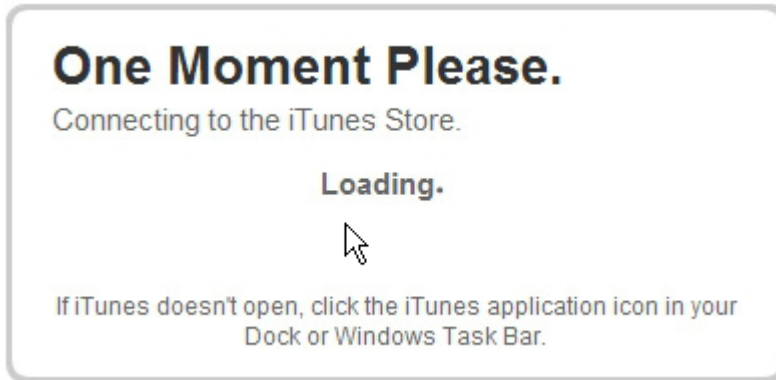 One Moment Please.
Connecting to the iTunes Store.
Loading.
If iTunes doesn't open, click the iTunes application icon in your
Dock or Windows Task Bar.